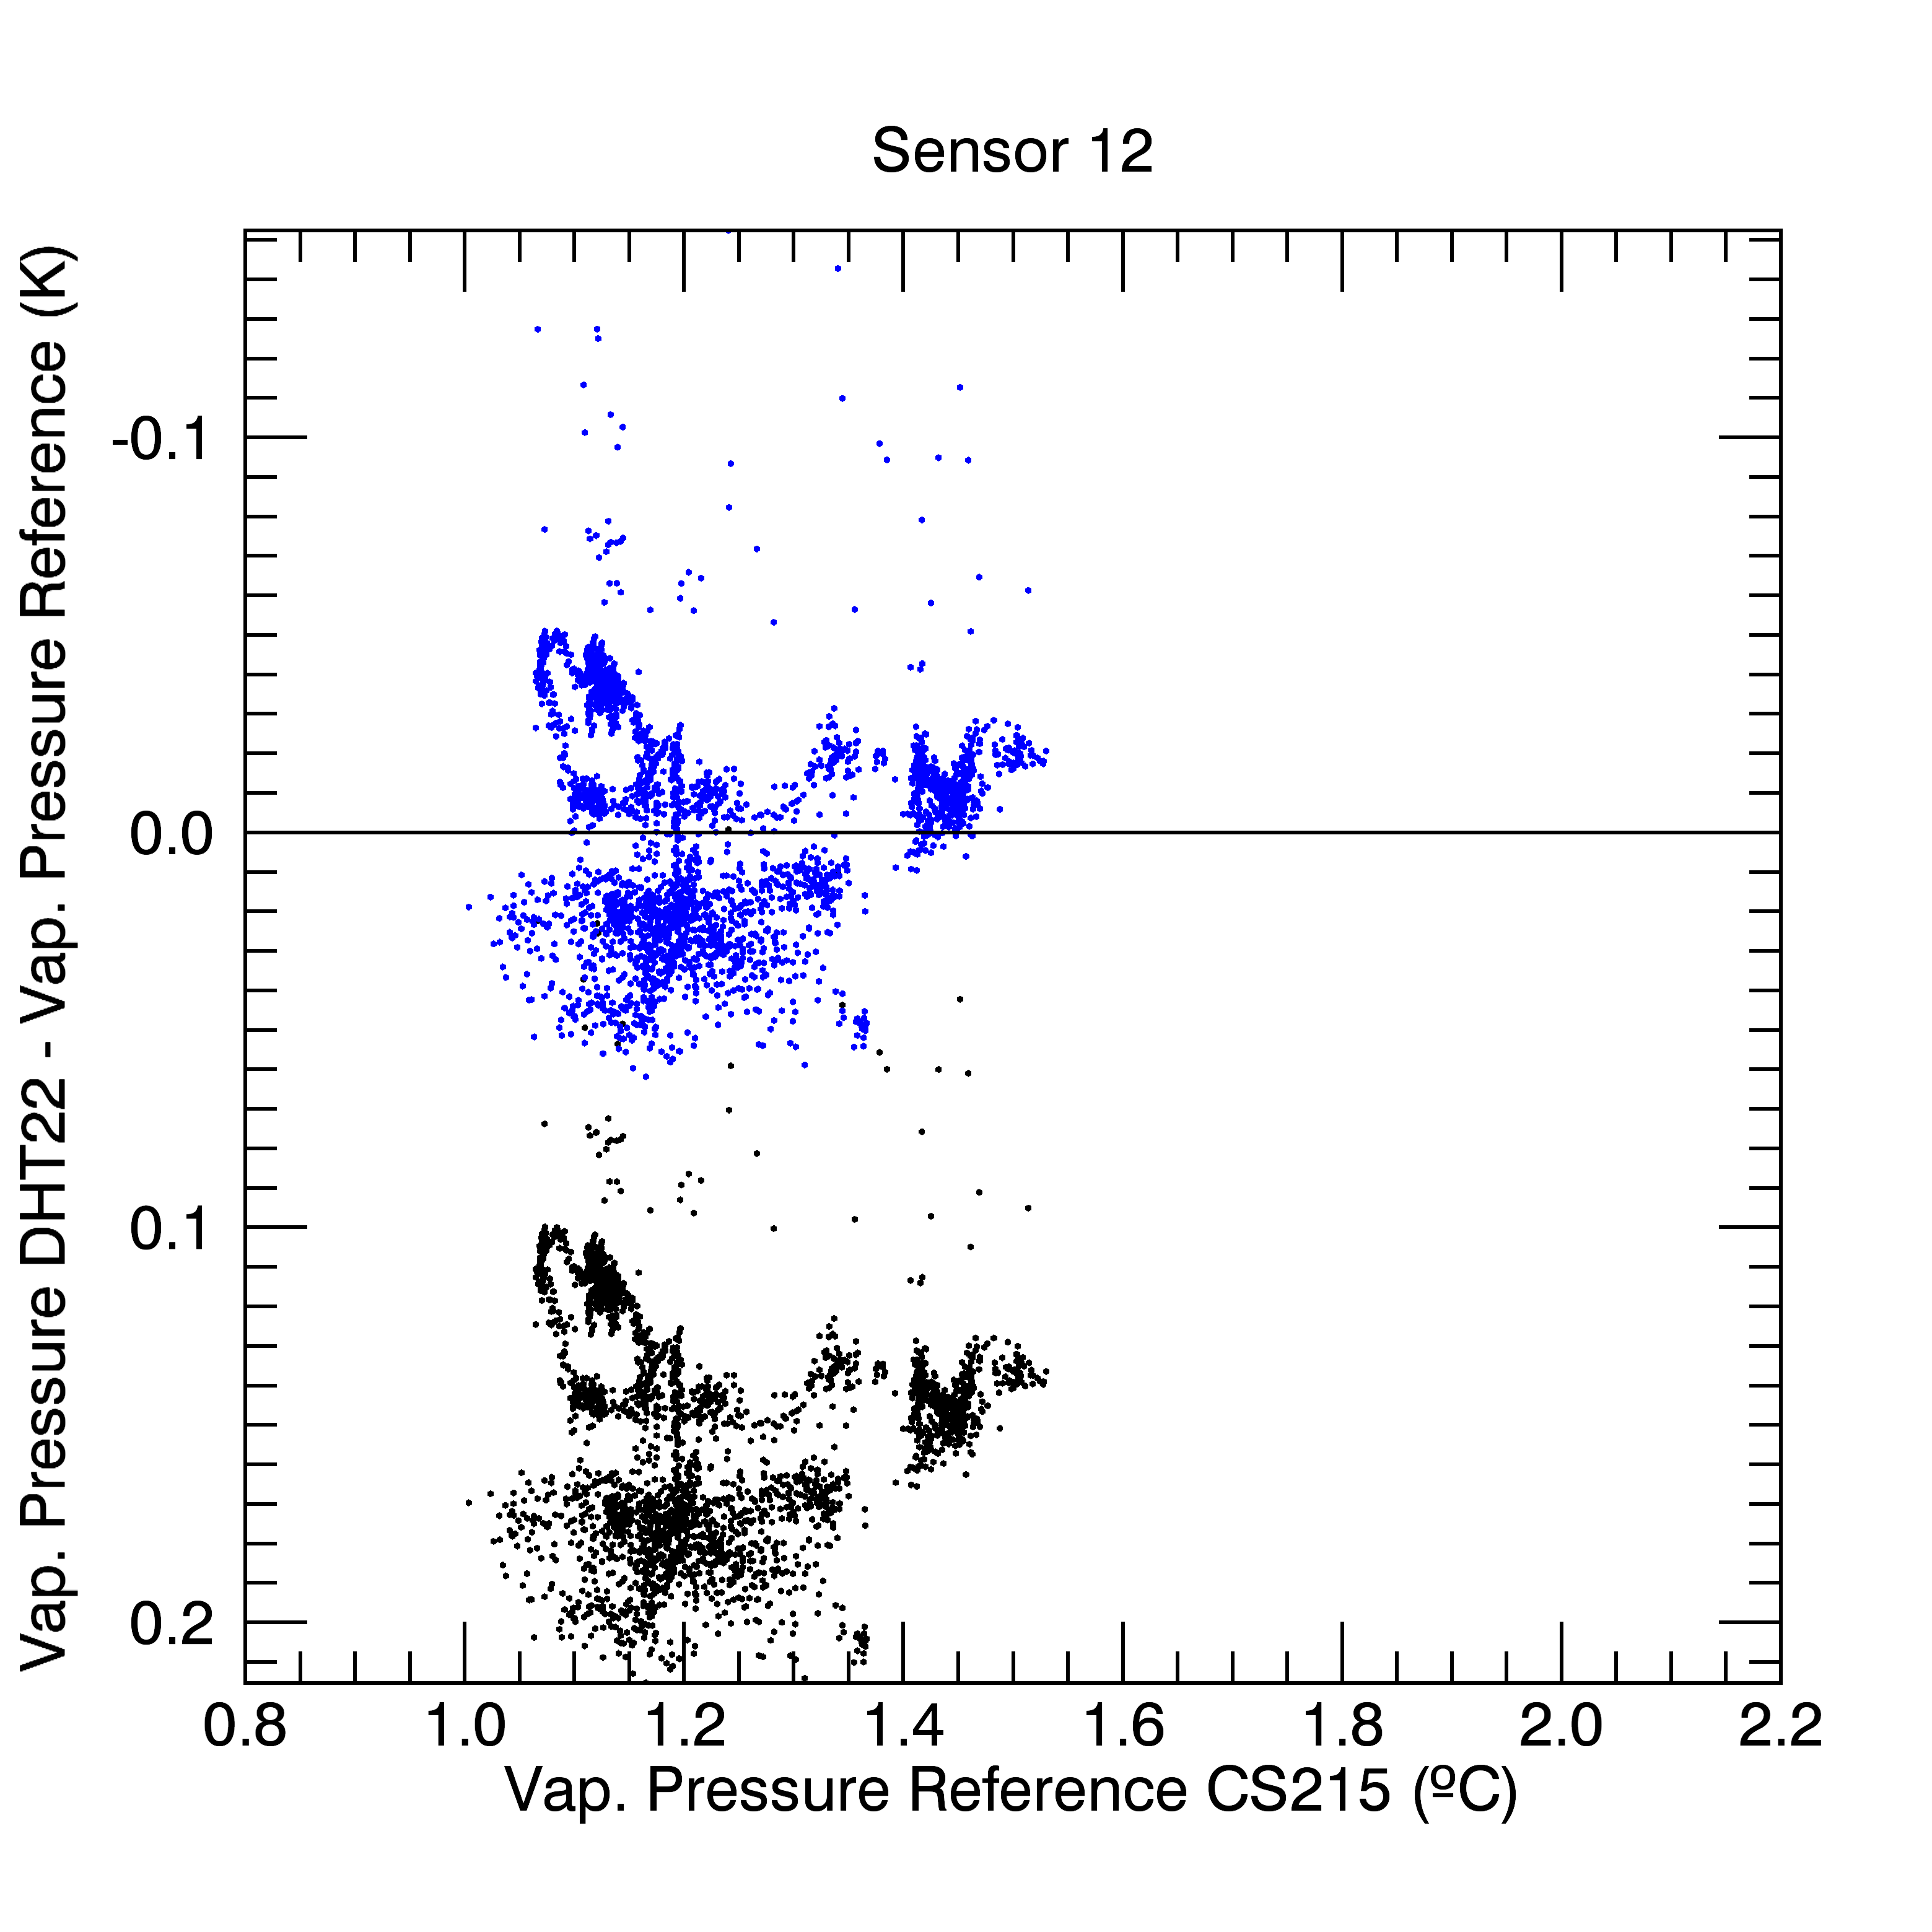 Sensor 12
Vap. Pressure DHT22 - Vap. Pressure Reference (K)
-0.1
0.0
0.1
0.2
0.8 1.0 1.2 1.4 1.6 1.8 2.0 2.2
Vap. Pressure Reference CS215 (ºC)